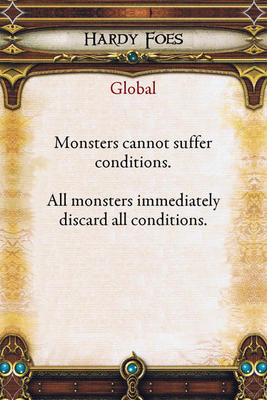 Hardy Foes
Global
Monsters cannot suffer
conditions.
All monsters immediately
discard all conditions.